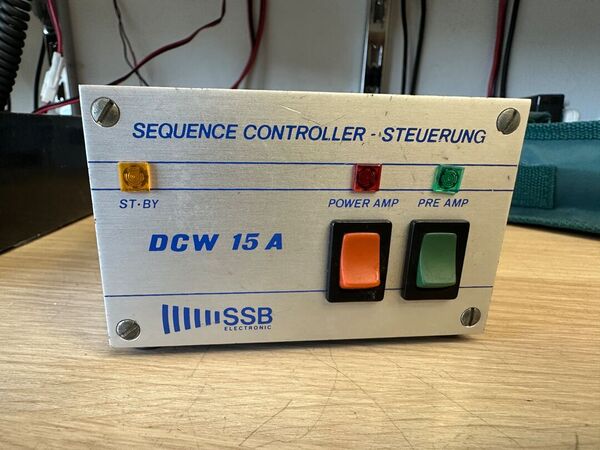 SEQUENCE CONTROLLER - STEUERUNG
ST-BY
POWER AMP
PRE AMP
DCW 15 A
SSB
ELECTRONIC